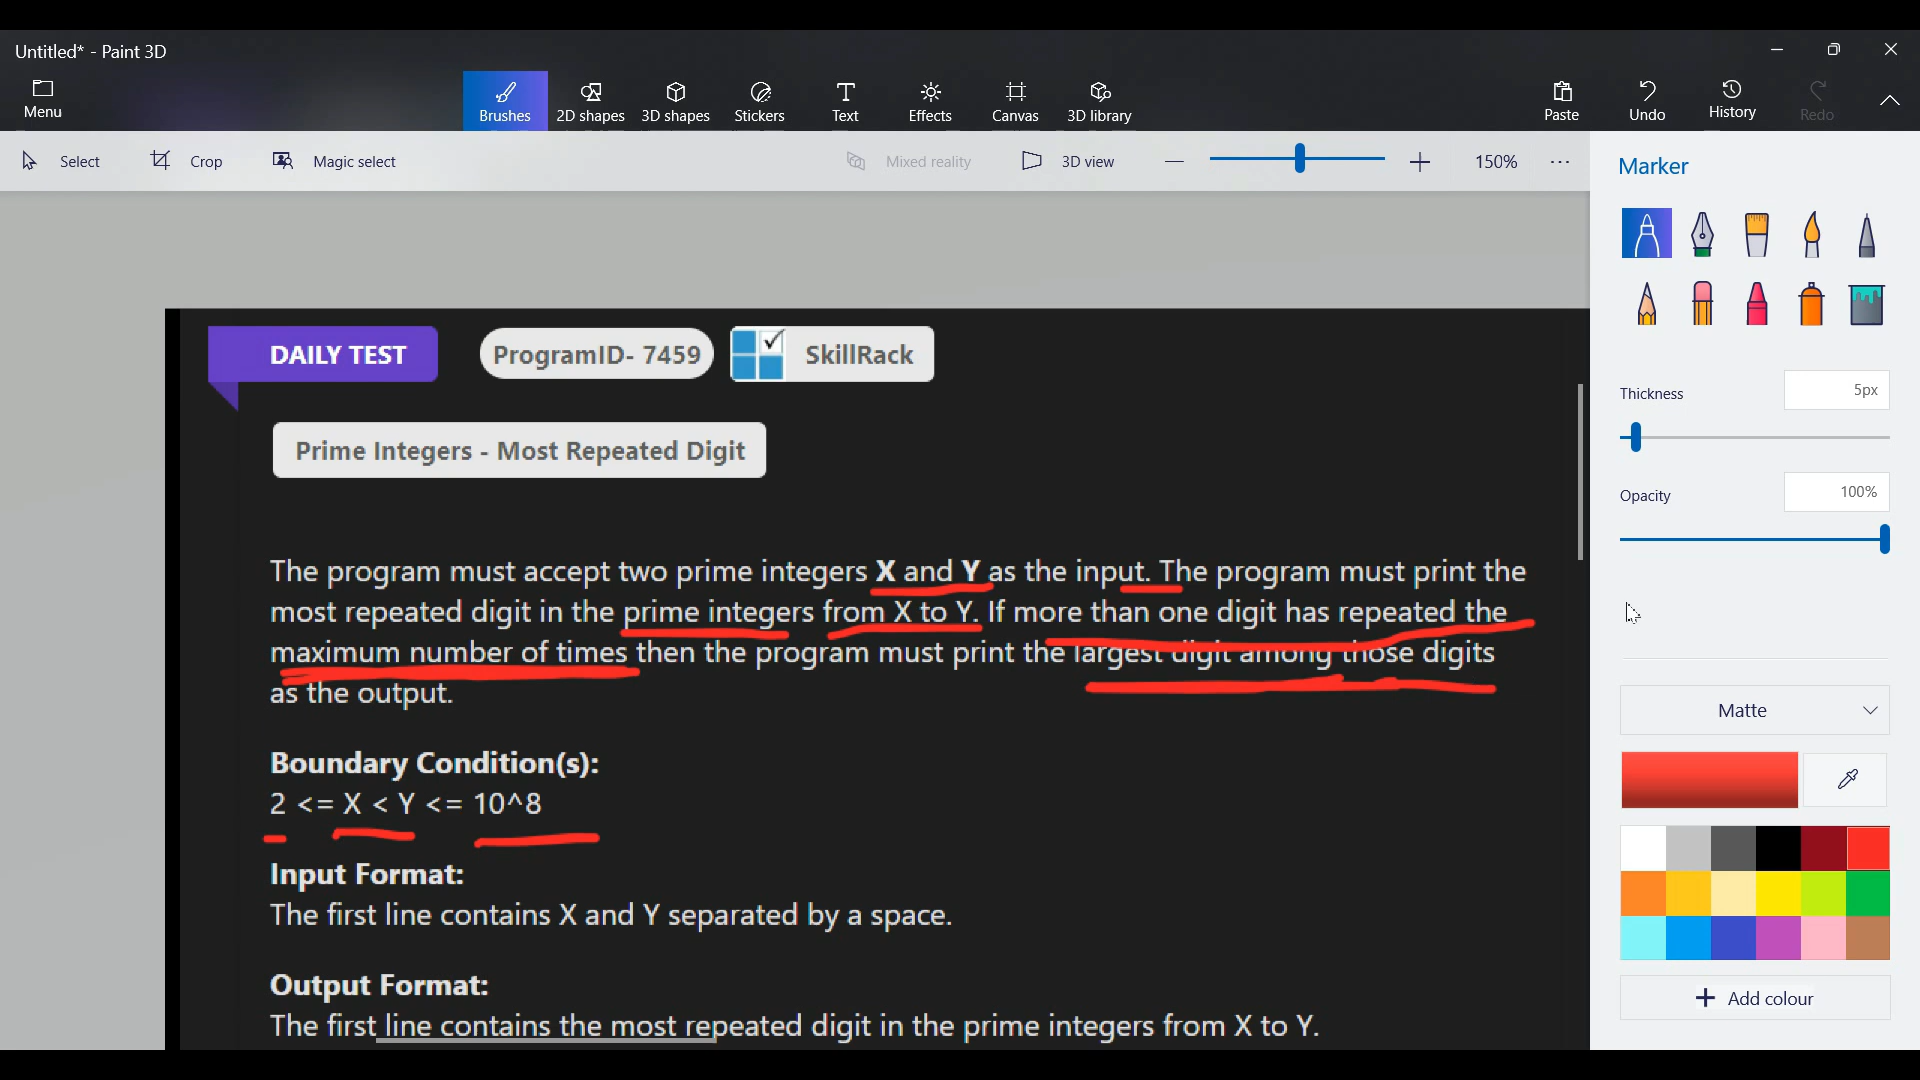 Untitled* - Paint 3D
Menu
Brushes
2D shapes
3D shapes
Stickers
Text
Effects
Canvas
3D library
Paste
Undo
History
Redo
Select
Crop
Magic select
Mixed reality
3D view
150%
Marker
Thickness
5px
Opacity
100%
Matte
Add colour
DAILY TEST
ProgramID- 7459
SkillRack
Prime Integers - Most Repeated Digit
The program must accept two prime integers X and Y as the input. The program must print the
most repeated digit in the prime integers from X to Y. If more than one digit has repeated the
maximum number of times then the program must print the largest digit among those digits
as the output.
Boundary Condition(s):
2 <= X < Y <= 10^8
Input Format:
The first line contains X and Y separated by a space.
Output Format:
The first line contains the most repeated digit in the prime integers from X to Y.